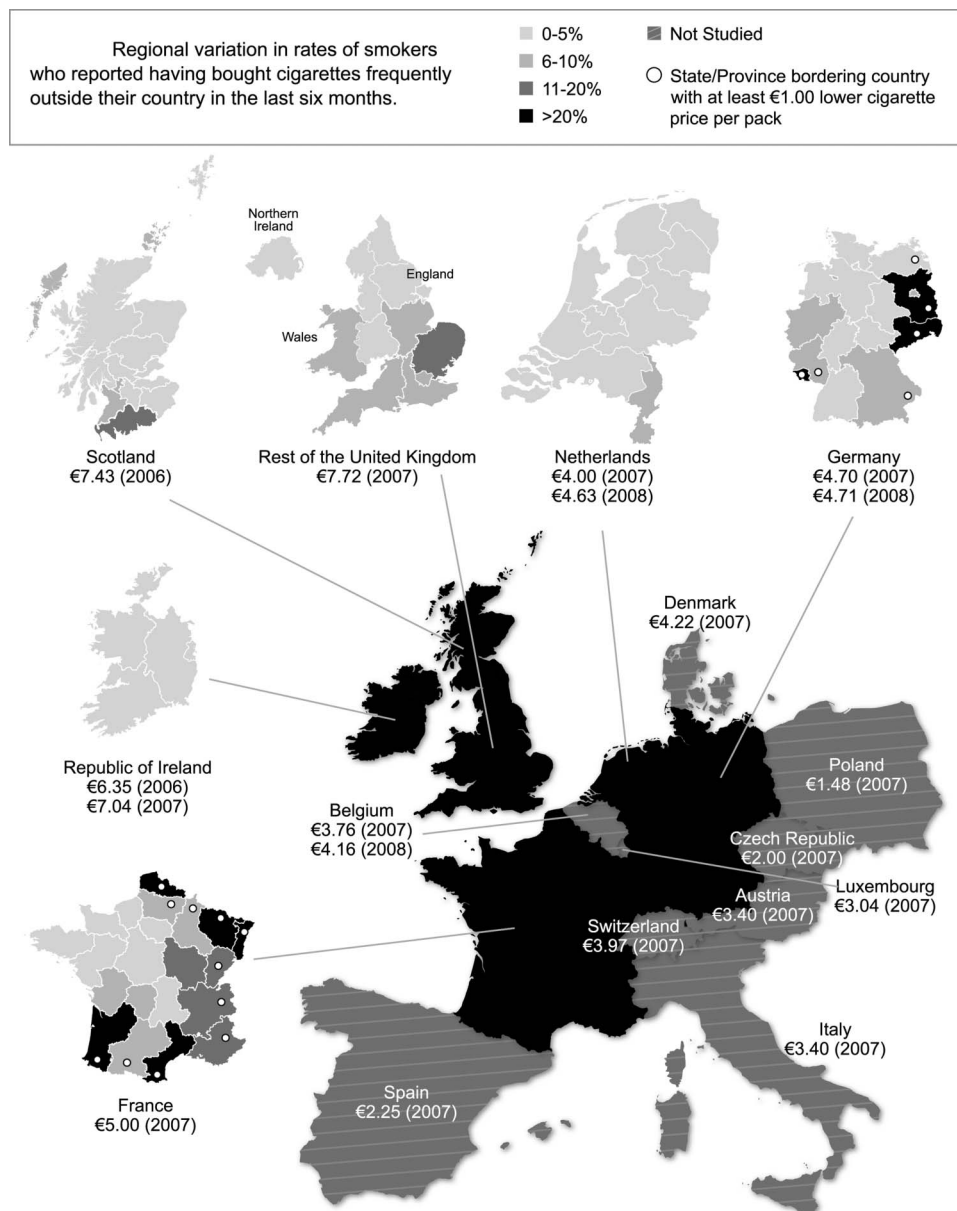 Regional variation in rates of smokers
who reported having bought cigarettes frequently
outside their country in the last six months.
0-5%
6-10%
11-20%
>20%
Not Studied
State/Province bordering country
with at least €1.00 lower cigarette
price per pack
Northern
Ireland
England
Wales
Scotland
€7.43 (2006)
Rest of the United Kingdom
€7.72 (2007)
Netherlands
€4.00 (2007)
€4.63 (2008)
Germany
€4.70 (2007)
€4.71 (2008)
Denmark
€4.22 (2007)
Republic of Ireland
€6.35 (2006)
€7.04 (2007)
Poland
€1.48 (2007)
Belgium
€3.76 (2007)
€4.16 (2008)
Czech Republic
€2.00 (2007)
Luxembourg
€3.04 (2007)
Austria
€3.40 (2007)
Switzerland
€3.97 (2007)
Italy
€3.40 (2007)
Spain
€2.25 (2007)
France
€5.00 (2007)